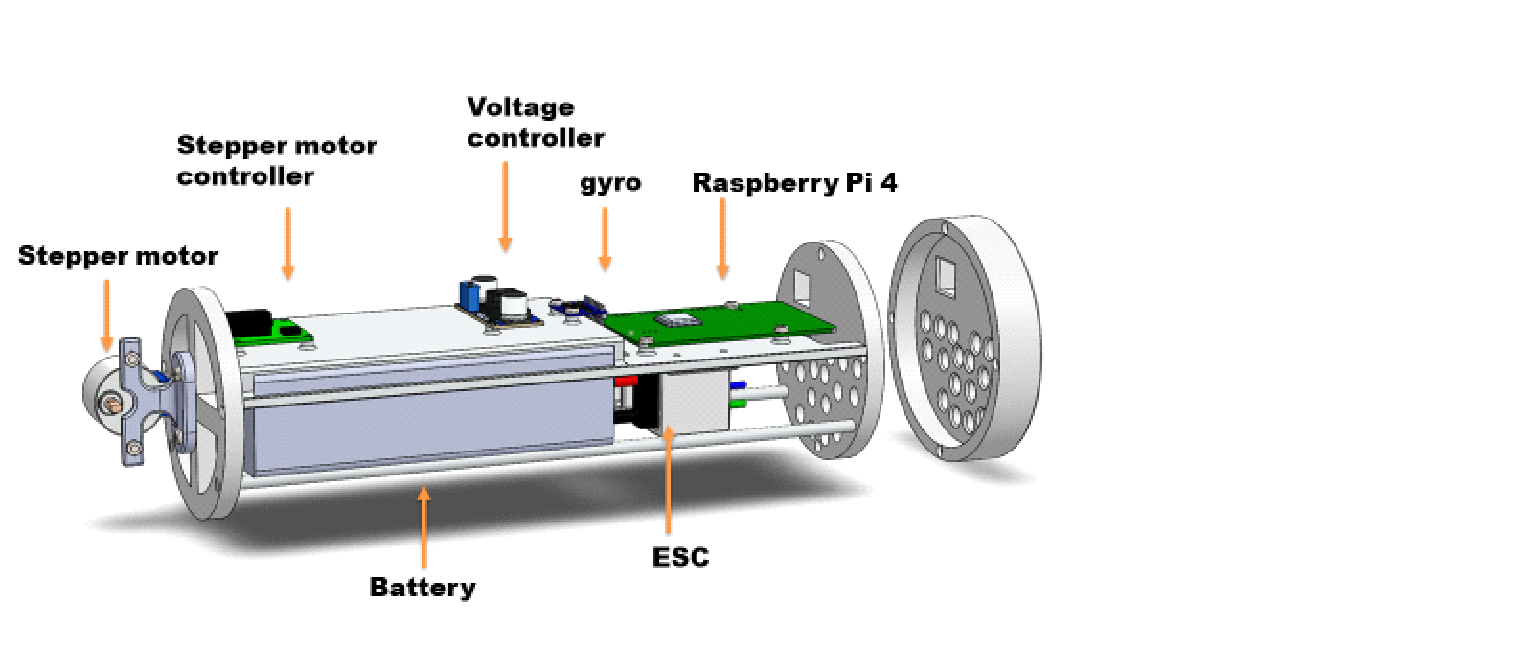 Voltage
controller
Stepper motor
controller
gyro
Raspberry Pi 4
Stepper motor
ESC
Battery